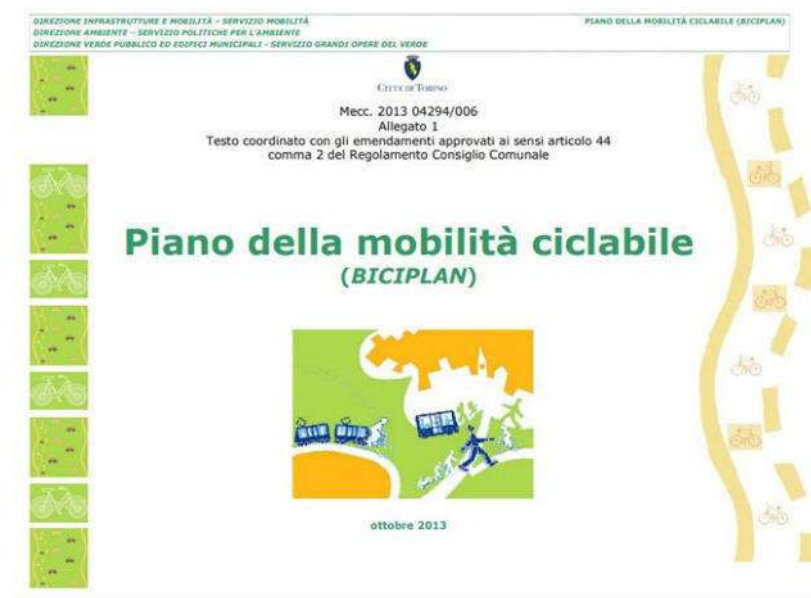 DIREZIONE INFRASTRUTTURE E MOBILITÀ – SERVIZIO MOBILITÀ
DIREZIONE AMBIENTE – SERVIZIO POLITICHE PER L'AMBIENTE
DIREZIONE VERDE PUBBLICO ED EDIFICI MUNICIPALI - SERVIZIO GRANDI OPERE DEL VERDE
PIANO DELLA MOBILITÀ CICLABILE (BICIPLAN)
CITTA' DI TORINO
Mecc. 2013 04294/006
Allegato 1
Testo coordinato con gli emendamenti approvati ai sensi articolo 44
comma 2 del Regolamento Consiglio Comunale
Piano della mobilità ciclabile
(BICIPLAN)
ottobre 2013